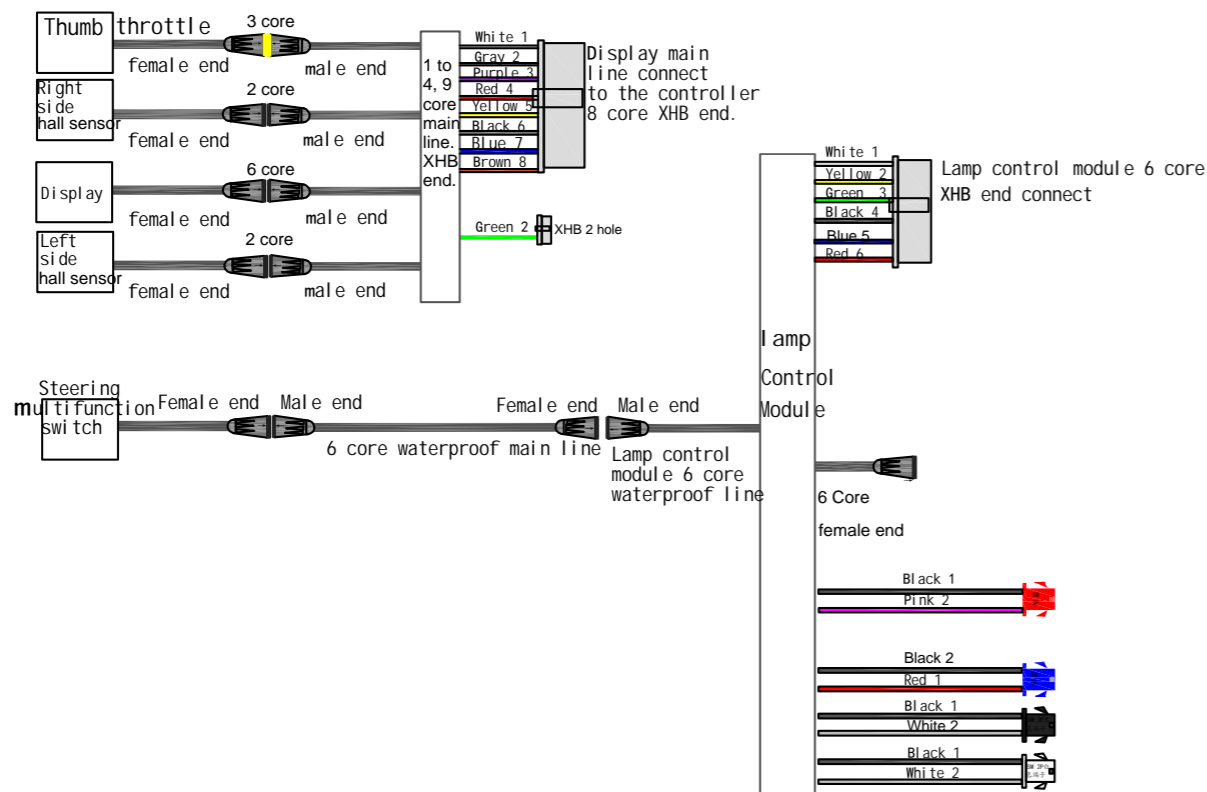 Thumb throttle
3 core
female end
male end
Right
side
hall sensor
2 core
female end
male end
Display
6 core
female end
male end
Left
side
hall sensor
2 core
female end
male end
1 to
4, 9
core
main
line.
XHB
end.
White 1
Gray 2
Purple 3
Red 4
Yellow 5
Black 6
Blue 7
Brown 8
Display main
line connect
to the controller
8 core XHB end.
Green 2
XHB 2 hole
Steering
multifunction
switch
Female end
Male end
6 core waterproof main line
Female end
Male end
Lamp control
module 6 core
waterproof line
lamp
Control
Module
White 1
Yellow 2
Green 3
Black 4
Blue 5
Red 6
Lamp control module 6 core
XHB end connect
6 Core
female end
Black 1
Pink 2
Black 2
Red 1
Black 1
White 2
Black 1
White 2